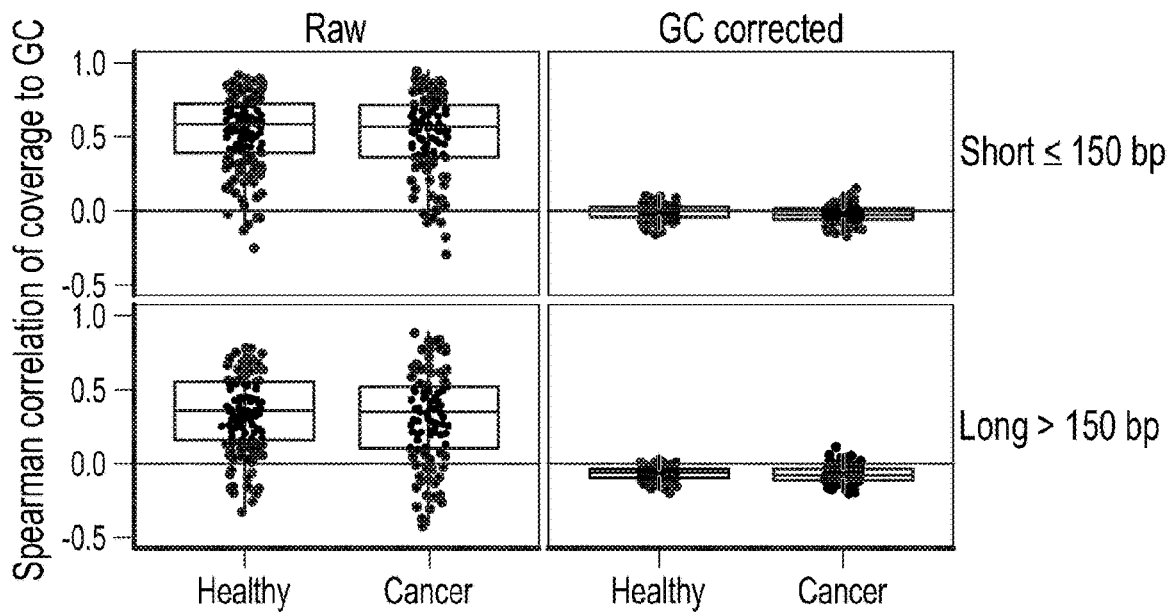 Raw
GC corrected
Spearman correlation of coverage to GC
1.0
0.5
0.0
-0.5
Short ≤ 150 bp
1.0
0.5
0.0
-0.5
Long > 150 bp
Healthy
Cancer
Healthy
Cancer